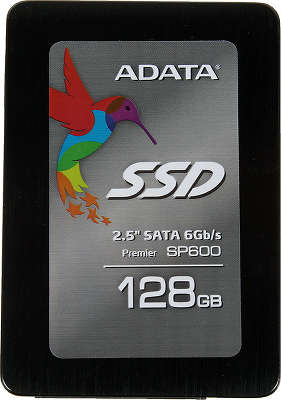 ADATA®
SSD
2.5" SATA 6Gb/s
Premier SP600
128GB